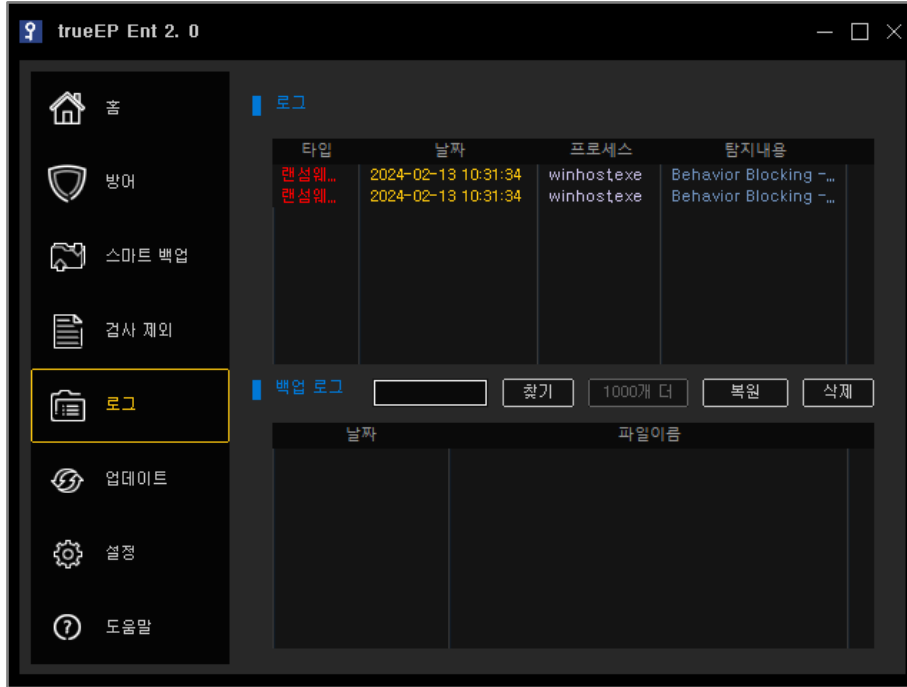 trueEP Ent 2. 0
홈
방어
스마트 백업
검사 제외
로그
업데이트
설정
도움말
로그
타입 날짜 프로세스 탐지내용
랜섬웨... 2024-02-13 10:31:34 winhost.exe Behavior Blocking -...
랜섬웨... 2024-02-13 10:31:34 winhost.exe Behavior Blocking -...
백업 로그 찾기 1000개 더 복원 삭제
날짜 파일이름